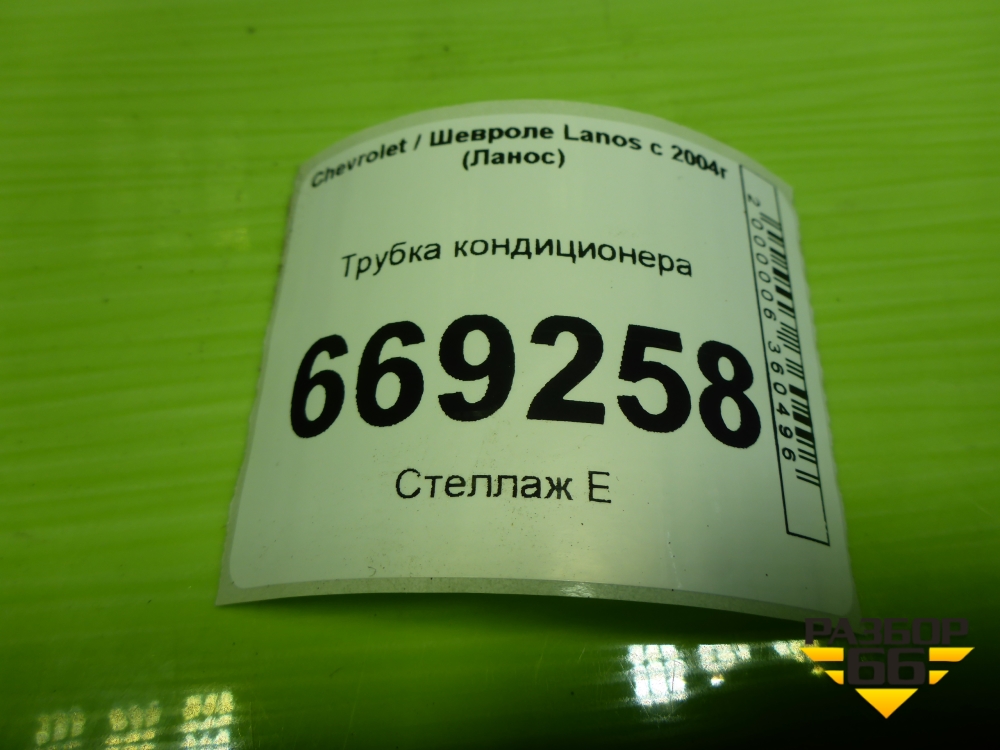 Chevrolet / Шевроле Lanos с 2004г
(Ланос)
Трубка кондиционера
669258
Стеллаж Е
2000006360496
РАЗБОР
66